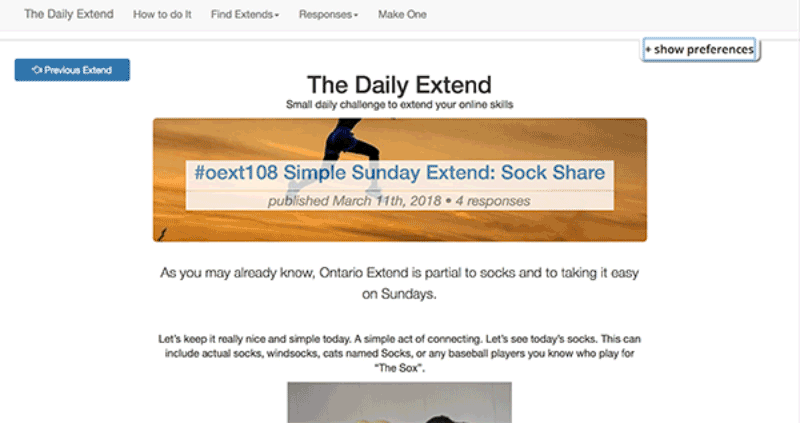 The Daily Extend How to do It Find Extends Responses Make One
+ show preferences
Previous Extend
The Daily Extend
Small daily challenge to extend your online skills
#oext108 Simple Sunday Extend: Sock Share
published March 11th, 2018 • 4 responses
As you may already know, Ontario Extend is partial to socks and to taking it easy
on Sundays.
Let's keep it really nice and simple today. A simple act of connecting. Let's see today's socks. This can
include actual socks, windsocks, cats named Socks, or any baseball players you know who play for
"The Sox".